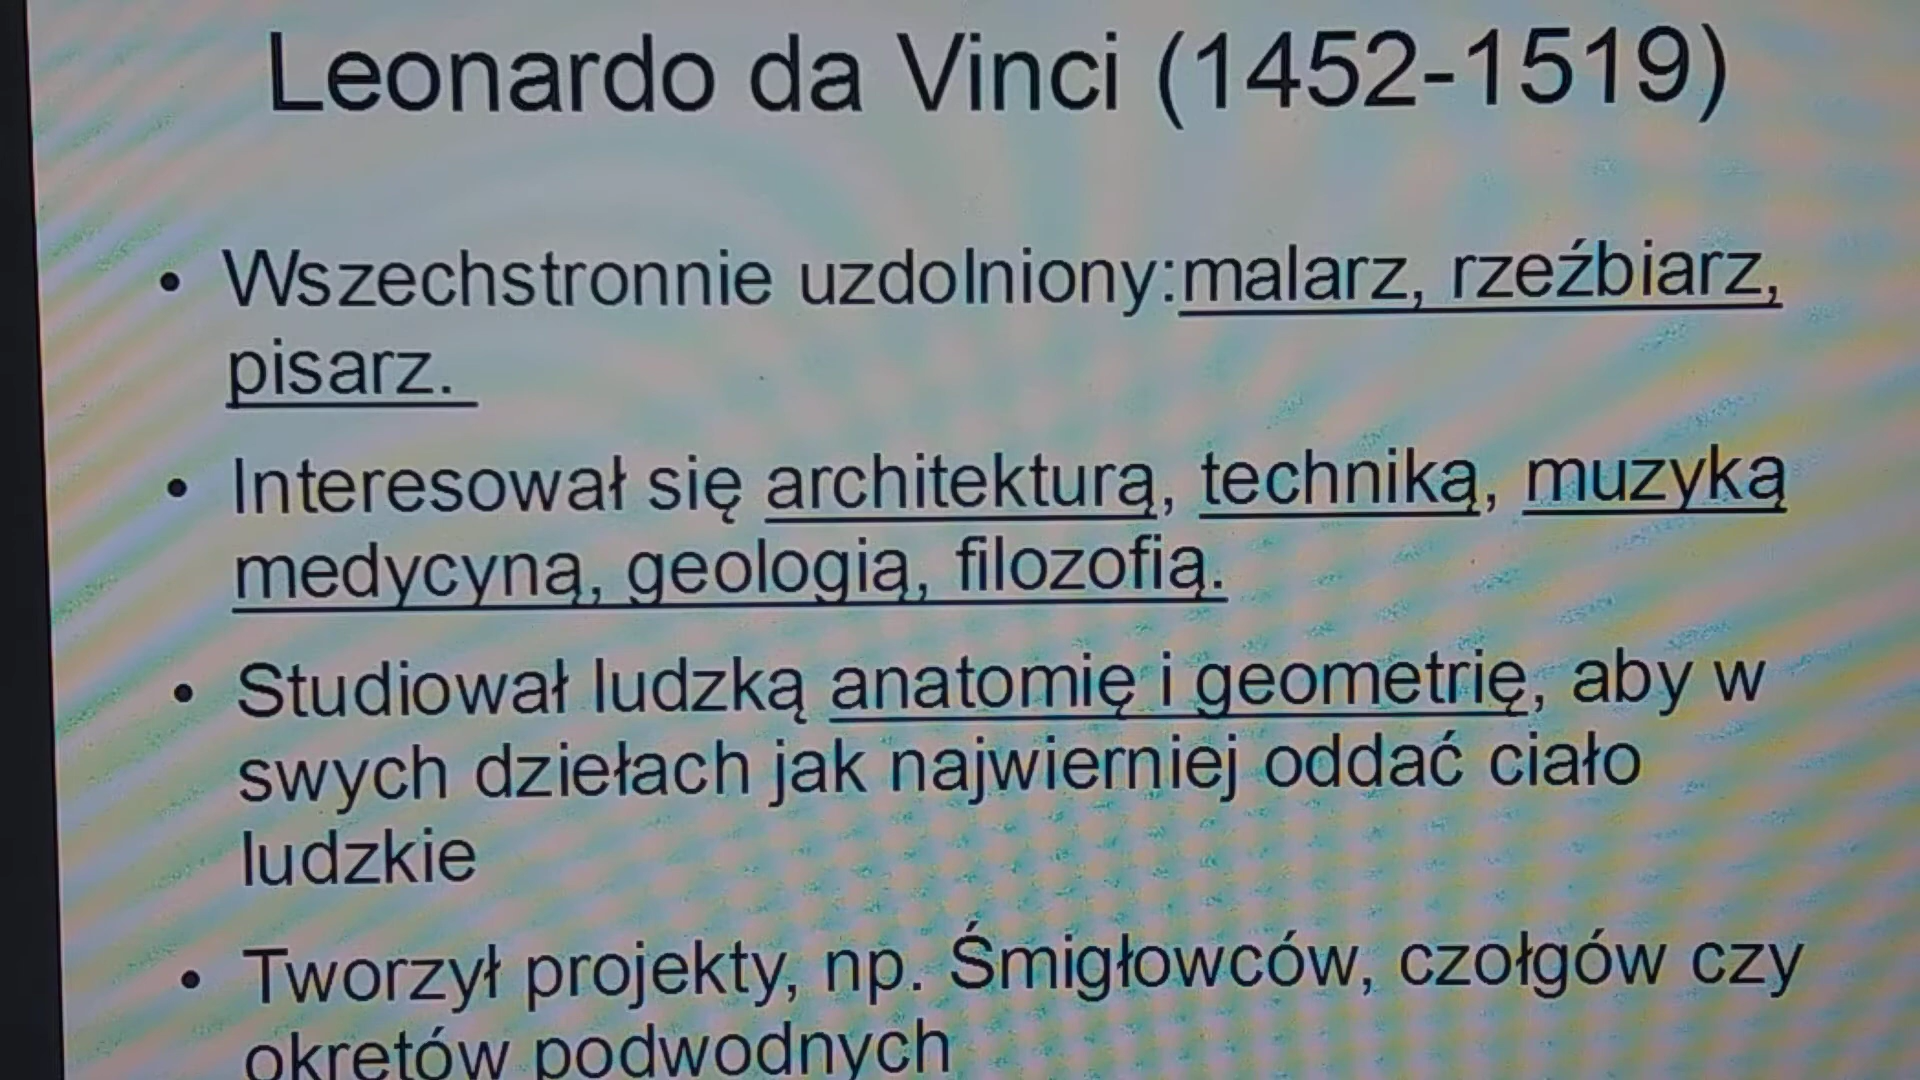 Leonardo da Vinci (1452-1519)
• Wszechstronnie uzdolniony:malarz, rzeźbiarz,
pisarz.
• Interesował się architekturą, techniką, muzyką
medycyną, geologią, filozofią.
• Studiował ludzką anatomię i geometrię, aby w
swych dziełach jak najwierniej oddać ciało
ludzkie
• Tworzył projekty, np. Śmigłowców, czołgów czy
okrętów podwodnych